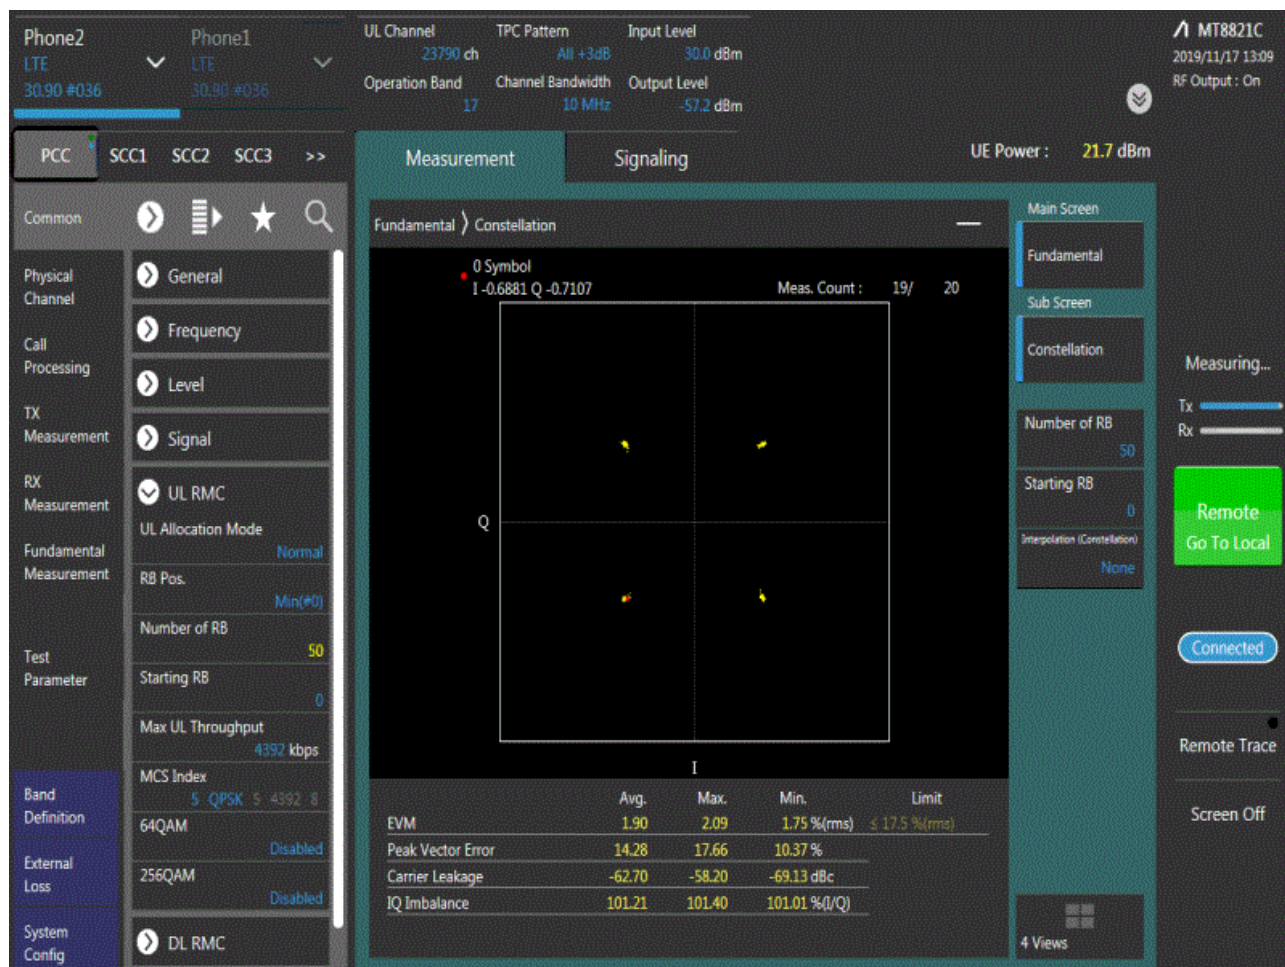 Phone2
LTE
30.90 #036
Phone1
LTE
30.90 #036
UL Channel
23790 ch
TPC Pattern
All +3dB
Input Level
30.0 dBm
Operation Band
17
Channel Bandwidth
10 MHz
Output Level
-57.2 dBm
MT8821C
2019/11/17 13:09
RF Output : On
PCC SCC1 SCC2 SCC3 >>
Measurement
Signaling
UE Power : 21.7 dBm
Common
Physical
Channel
Call
Processing
TX
Measurement
RX
Measurement
Fundamental
Measurement
Test
Parameter
Band
Definition
External
Loss
System
Config
General
Frequency
Level
Signal
UL RMC
UL Allocation Mode
Normal
RB Pos.
Min(#0)
Number of RB
50
Starting RB
0
Max UL Throughput
4392 kbps
MCS Index
5 QPSK 5 4392 8
64QAM
Disabled
256QAM
Disabled
DL RMC
Fundamental 〉 Constellation
0 Symbol
I -0.6881 Q -0.7107
Meas. Count : 19/ 20
Q
I
Avg. Max. Min. Limit
EVM 1.90 2.09 1.75 %(rms) ≤ 17.5 %(rms)
Peak Vector Error 14.28 17.66 10.37 %
Carrier Leakage -62.70 -58.20 -69.13 dBc
IQ Imbalance 101.21 101.40 101.01 %(I/Q)
Main Screen
Fundamental
Sub Screen
Constellation
Number of RB
50
Starting RB
0
Interpolation (Constellation)
None
4 Views
Measuring...
Tx
Rx
Remote
Go To Local
Connected
Remote Trace
Screen Off